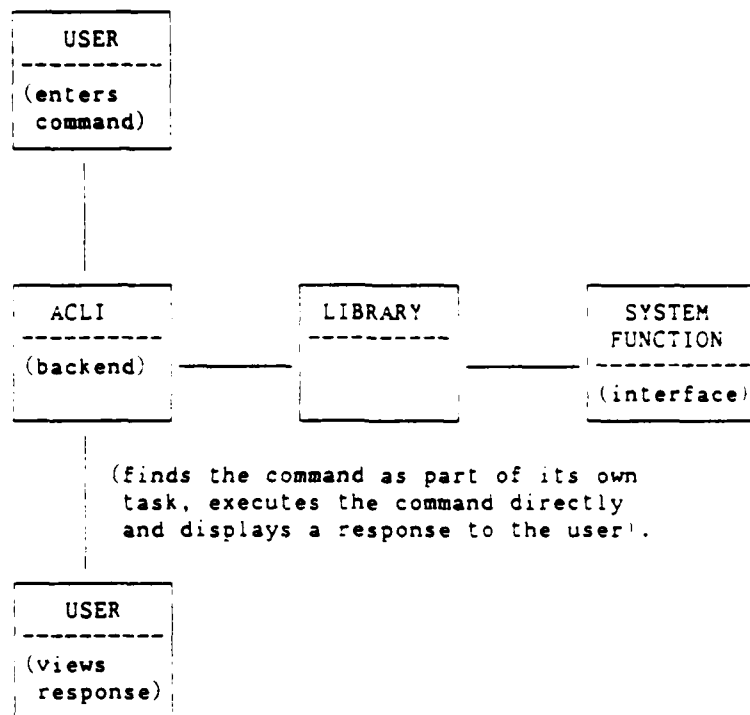 USER
(enters
command)
ACLI
(backend)
LIBRARY
SYSTEM
FUNCTION
(interface)
(finds the command as part of its own
task, executes the command directly
and displays a response to the user).
USER
(views
response)